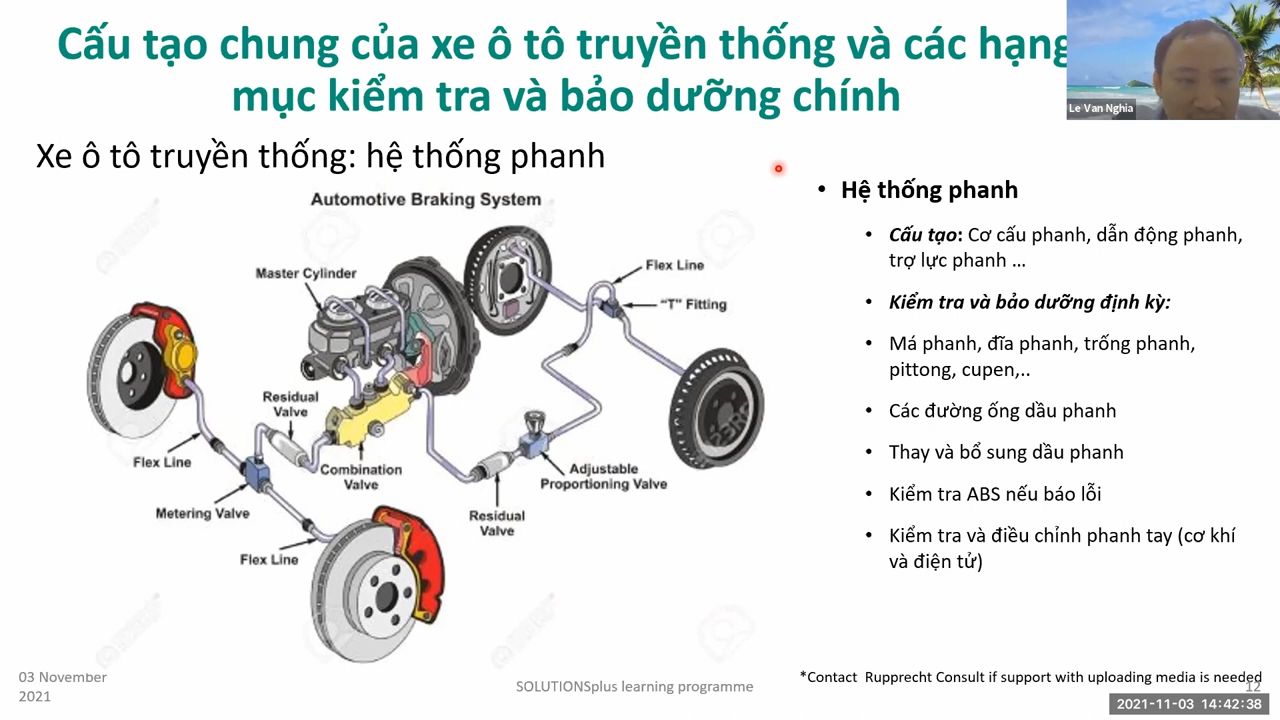 Cấu tạo chung của xe ô tô truyền thống và các hạng
mục kiểm tra và bảo dưỡng chính
Le Van Nghia
Xe ô tô truyền thống: hệ thống phanh
Automotive Braking System
Master Cylinder
Flex Line
"T" Fitting
Residual
Valve
Flex Line
Combination
Valve
Adjustable
Proportioning Valve
Metering Valve
Residual
Valve
Flex Line
• Hệ thống phanh
• Cấu tạo: Cơ cấu phanh, dẫn động phanh,
trợ lực phanh ...
• Kiểm tra và bảo dưỡng định kỳ:
• Má phanh, đĩa phanh, trống phanh,
pittong, cupen,..
• Các đường ống dầu phanh
• Thay và bổ sung dầu phanh
• Kiểm tra ABS nếu báo lỗi
• Kiểm tra và điều chỉnh phanh tay (cơ khí
và điện tử)
03 November
2021
SOLUTIONSplus learning programme
*Contact Rupprecht Consult if support with uploading media is needed
12
2021-11-03 14:42:38